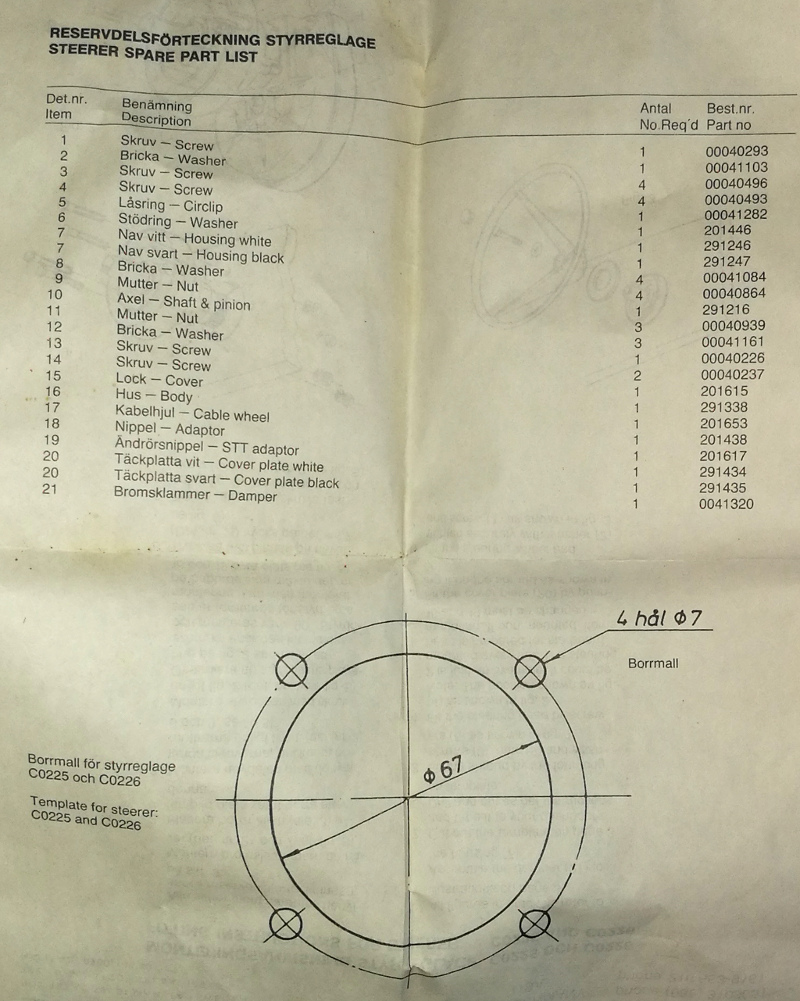 RESERVDELSFÖRTECKNING STYRREGLAGE
STEERER SPARE PART LIST
Det.nr. Benämning Antal Best.nr.
Item Description No.Req'd Part no
1 Skruv – Screw 1 00040293
2 Bricka – Washer 1 00041103
3 Skruv – Screw 4 00040496
4 Skruv – Screw 4 00040493
5 Låsring – Circlip 1 00041282
6 Stödring – Washer 1 201446
7 Nav vitt – Housing white 1 291246
7 Nav svart – Housing black 1 291247
8 Bricka – Washer 4 00041084
9 Mutter – Nut 4 00040864
10 Axel – Shaft & pinion 1 291216
11 Mutter – Nut 3 00040939
12 Bricka – Washer 3 00041161
13 Skruv – Screw 1 00040226
14 Skruv – Screw 2 00040237
15 Lock – Cover 1 201615
16 Hus – Body 1 291338
17 Kabelhjul – Cable wheel 1 201653
18 Nippel – Adaptor 1 201438
19 Ändrörsnippel – STT adaptor 1 201617
20 Täckplatta vit – Cover plate white 1 291434
20 Täckplatta svart – Cover plate black 1 291435
21 Bromsklammer – Damper 1 0041320
4 hål Φ7
Borrmall
Φ 67
Borrmall för styrreglage
C0225 och C0226
Template for steerer:
C0225 and C0226